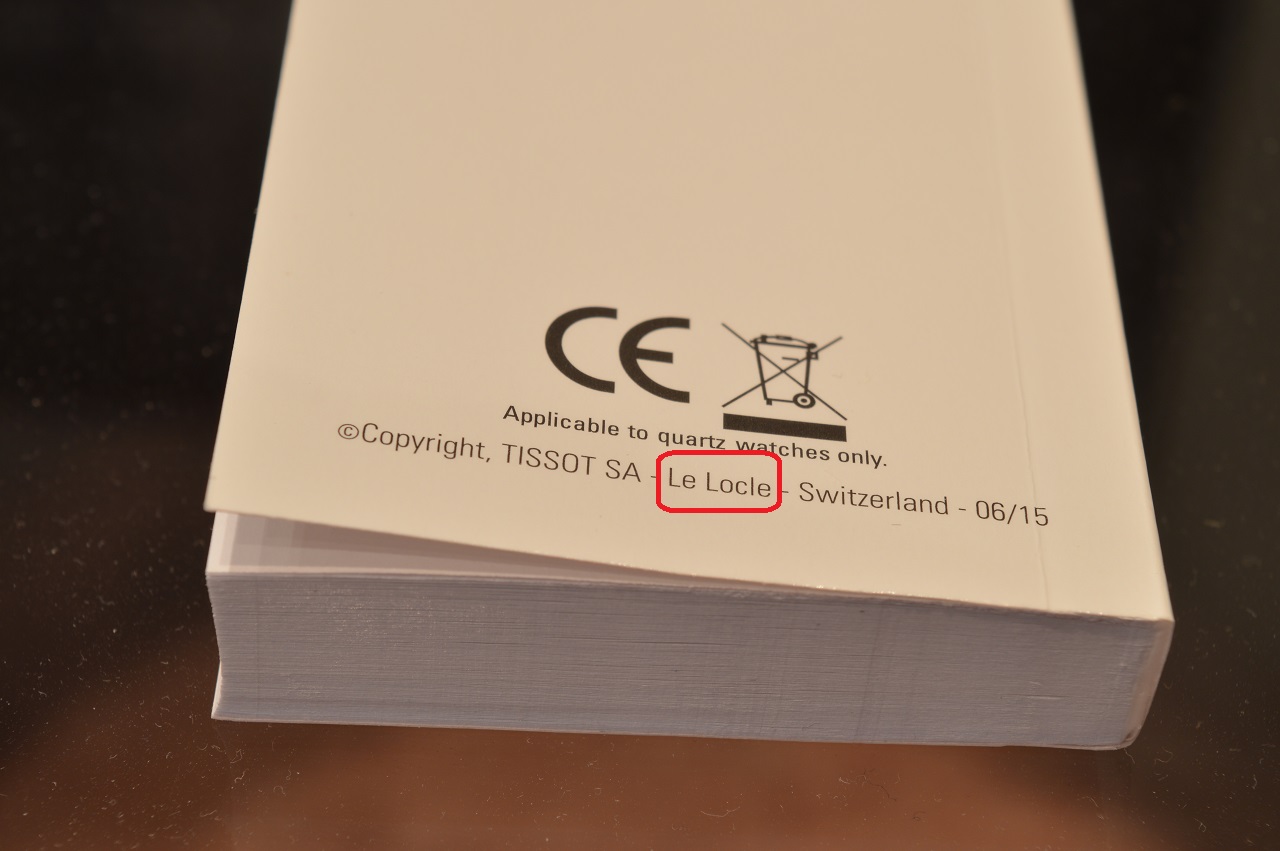 CE
Applicable to quartz watches only.
©Copyright, TISSOT SA - Le Locle - Switzerland - 06/15